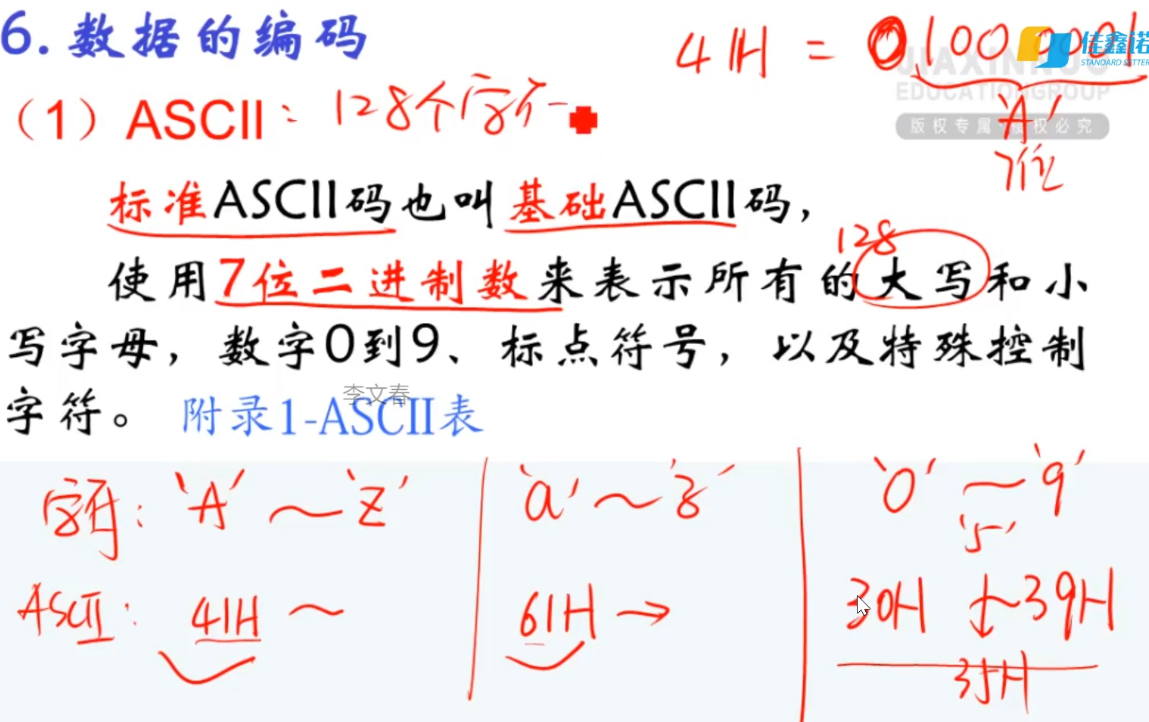 6. 数据的编码
41H = 01000001
佳鑫诺
STANDARD SETTER
EDUCATIONGROUP
（1）ASCII：128个字符
'A'
版权专属 侵权必究
7位
标准ASCII码也叫基础ASCII码，
128
使用7位二进制数来表示所有的大写和小
写字母，数字0到9、标点符号，以及特殊控制
李文春
字符。 附录1-ASCII表
字符： 'A' ～ 'Z' 'a' ～ 'z' '0' ～ '9'
'5'
ASCII： 41H ～ 61H → 30H ～ 39H
35H